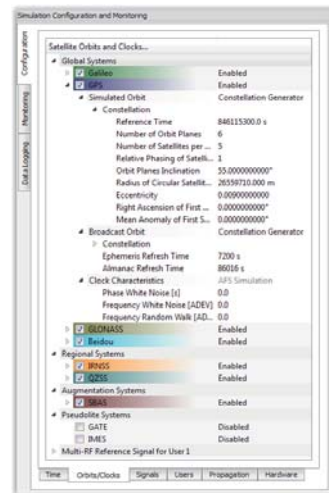 Simulation Configuration and Monitoring
Configuration
Monitoring
Data Logging
Satellite Orbits and Clocks...
Global Systems
Galileo Enabled
GPS Enabled
Simulated Orbit Constellation Generator
Constellation
Reference Time 846115300.0 s
Number of Orbit Planes 6
Number of Satellites per ... 5
Relative Phasing of Satelli... 1
Orbit Planes Inclination 55.0000000000°
Radius of Circular Satellit... 26559710.000 m
Eccentricity 0.0000000000
Right Ascension of First ... 0.0000000000°
Mean Anomaly of First S... 0.0000000000°
Broadcast Orbit Constellation Generator
Constellation
Ephemeris Refresh Time 7200 s
Almanac Refresh Time 86016 s
Clock Characteristics AFS Simulation
Phase White Noise [s] 0.0
Frequency White Noise [ADEV] 0.0
Frequency Random Walk [AD... 0.0
GLONASS Enabled
Beidou Enabled
Regional Systems
IRNSS Enabled
QZSS Enabled
Augmentation Systems
SBAS Enabled
Pseudolite Systems
GATE Disabled
IMES Disabled
Multi-RF Reference Signal for User 1
Time Orbits/Clocks Signals Users Propagation Hardware